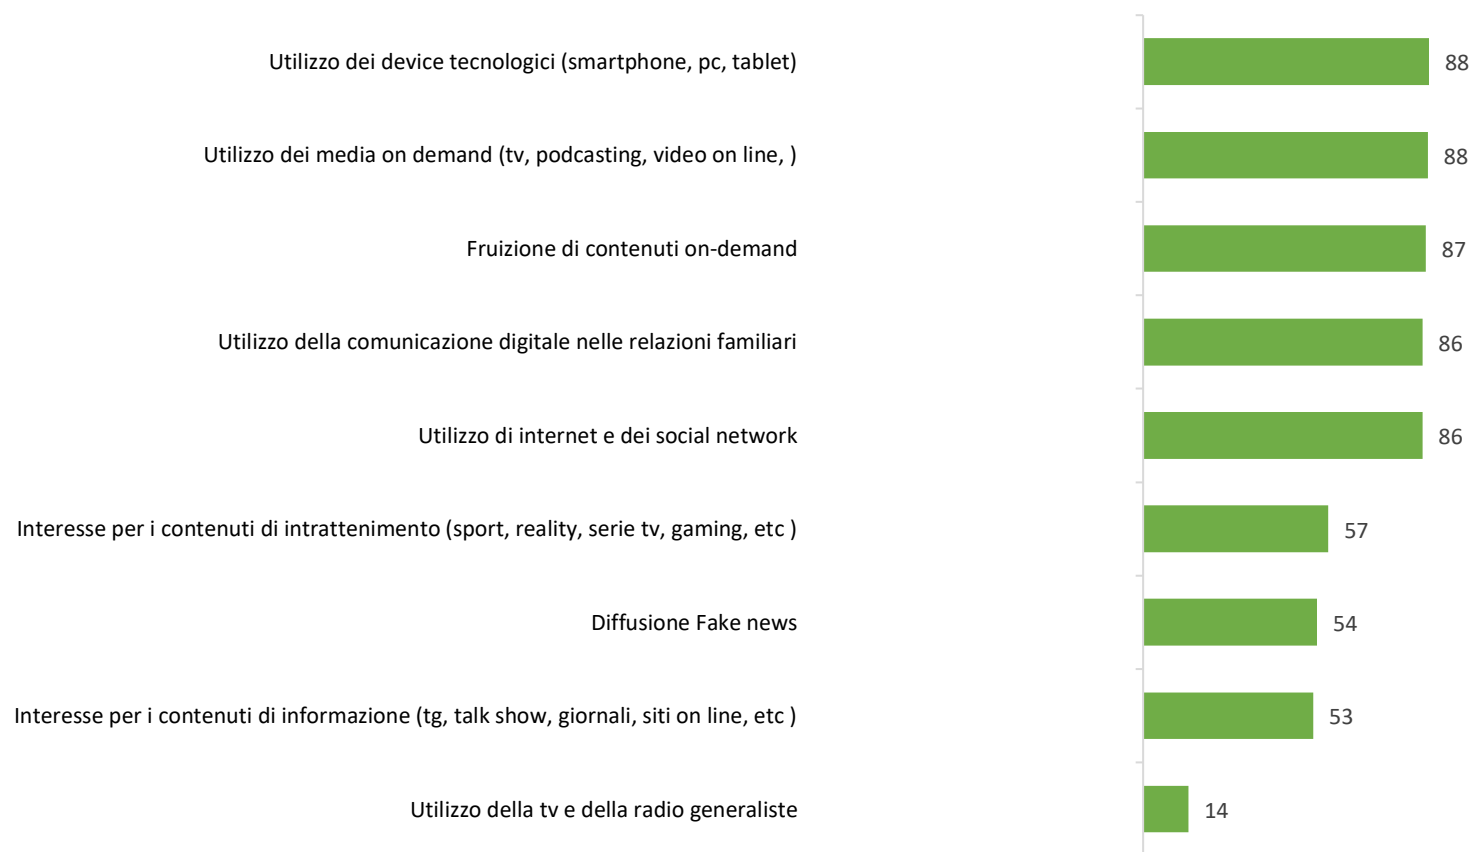 Utilizzo dei device tecnologici (smartphone, pc, tablet) 88
Utilizzo dei media on demand (tv, podcasting, video on line, ) 88
Fruizione di contenuti on-demand 87
Utilizzo della comunicazione digitale nelle relazioni familiari 86
Utilizzo di internet e dei social network 86
Interesse per i contenuti di intrattenimento (sport, reality, serie tv, gaming, etc ) 57
Diffusione Fake news 54
Interesse per i contenuti di informazione (tg, talk show, giornali, siti on line, etc ) 53
Utilizzo della tv e della radio generaliste 14